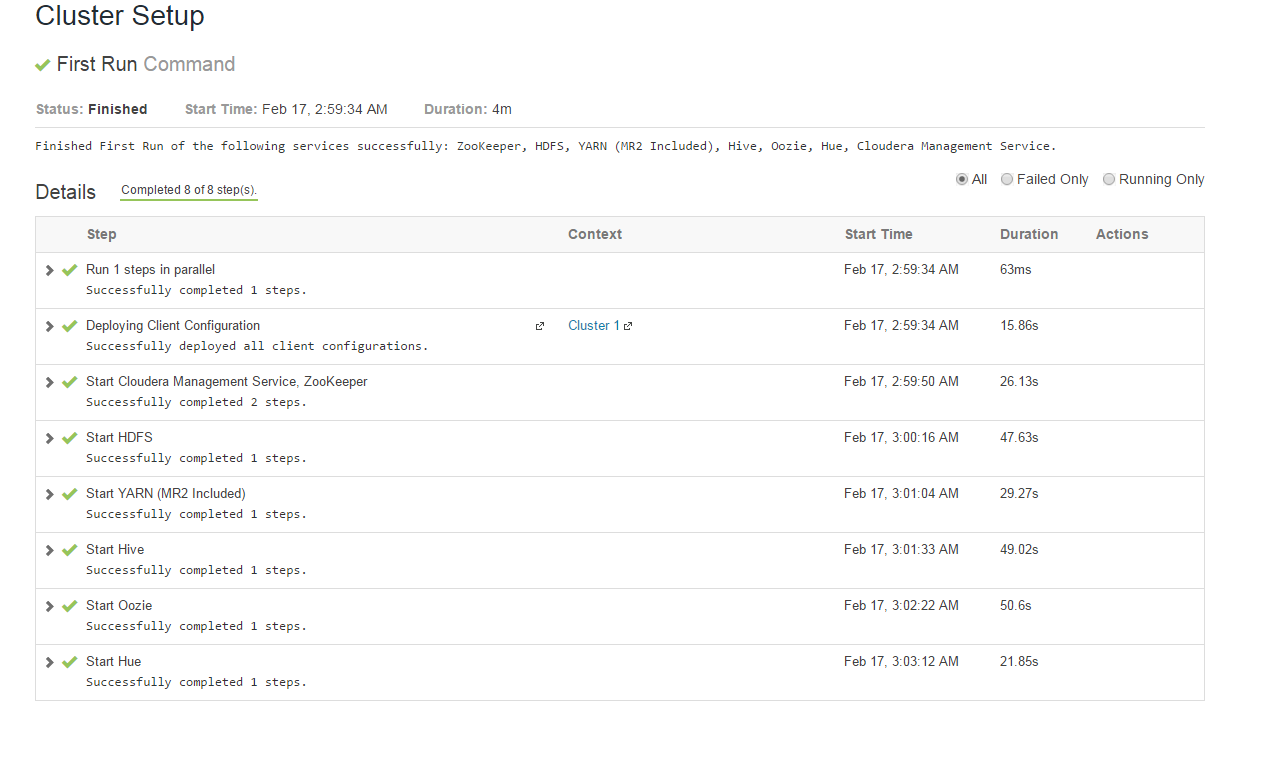 Cluster Setup
First Run Command
Status: Finished Start Time: Feb 17, 2:59:34 AM Duration: 4m
Finished First Run of the following services successfully: ZooKeeper, HDFS, YARN (MR2 Included), Hive, Oozie, Hue, Cloudera Management Service.
Details Completed 8 of 8 step(s). All Failed Only Running Only
Step Context Start Time Duration Actions
Run 1 steps in parallel Feb 17, 2:59:34 AM 63ms
Successfully completed 1 steps.
Deploying Client Configuration Cluster 1 Feb 17, 2:59:34 AM 15.86s
Successfully deployed all client configurations.
Start Cloudera Management Service, ZooKeeper Feb 17, 2:59:50 AM 26.13s
Successfully completed 2 steps.
Start HDFS Feb 17, 3:00:16 AM 47.63s
Successfully completed 1 steps.
Start YARN (MR2 Included) Feb 17, 3:01:04 AM 29.27s
Successfully completed 1 steps.
Start Hive Feb 17, 3:01:33 AM 49.02s
Successfully completed 1 steps.
Start Oozie Feb 17, 3:02:22 AM 50.6s
Successfully completed 1 steps.
Start Hue Feb 17, 3:03:12 AM 21.85s
Successfully completed 1 steps.